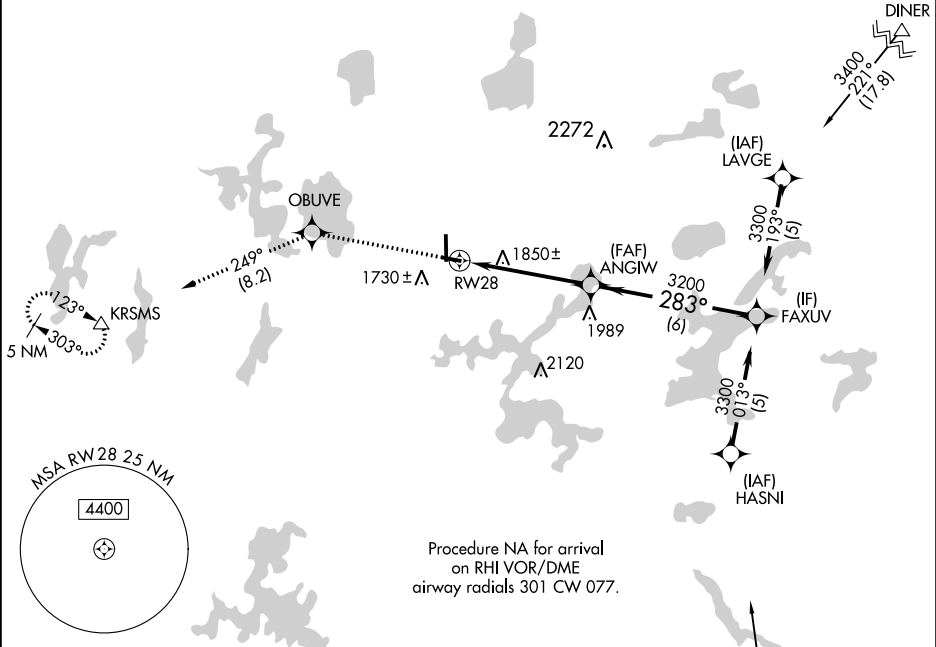 DINER
3400
221°
(17.8)
2272
(IAF)
LAVGE
3300
193°
(5)
OBUVE
249°
(8.2)
1730 ±
RW28
1850±
(FAF)
ANGIW
3200
283°
(6)
(IF)
FAXUV
1989
2120
123°
303°
KRSMS
5 NM
3300
013°
(5)
(IAF)
HASNI
MSA RW28 25 NM
4400
Procedure NA for arrival
on RHI VOR/DME
airway radials 301 CW 077.